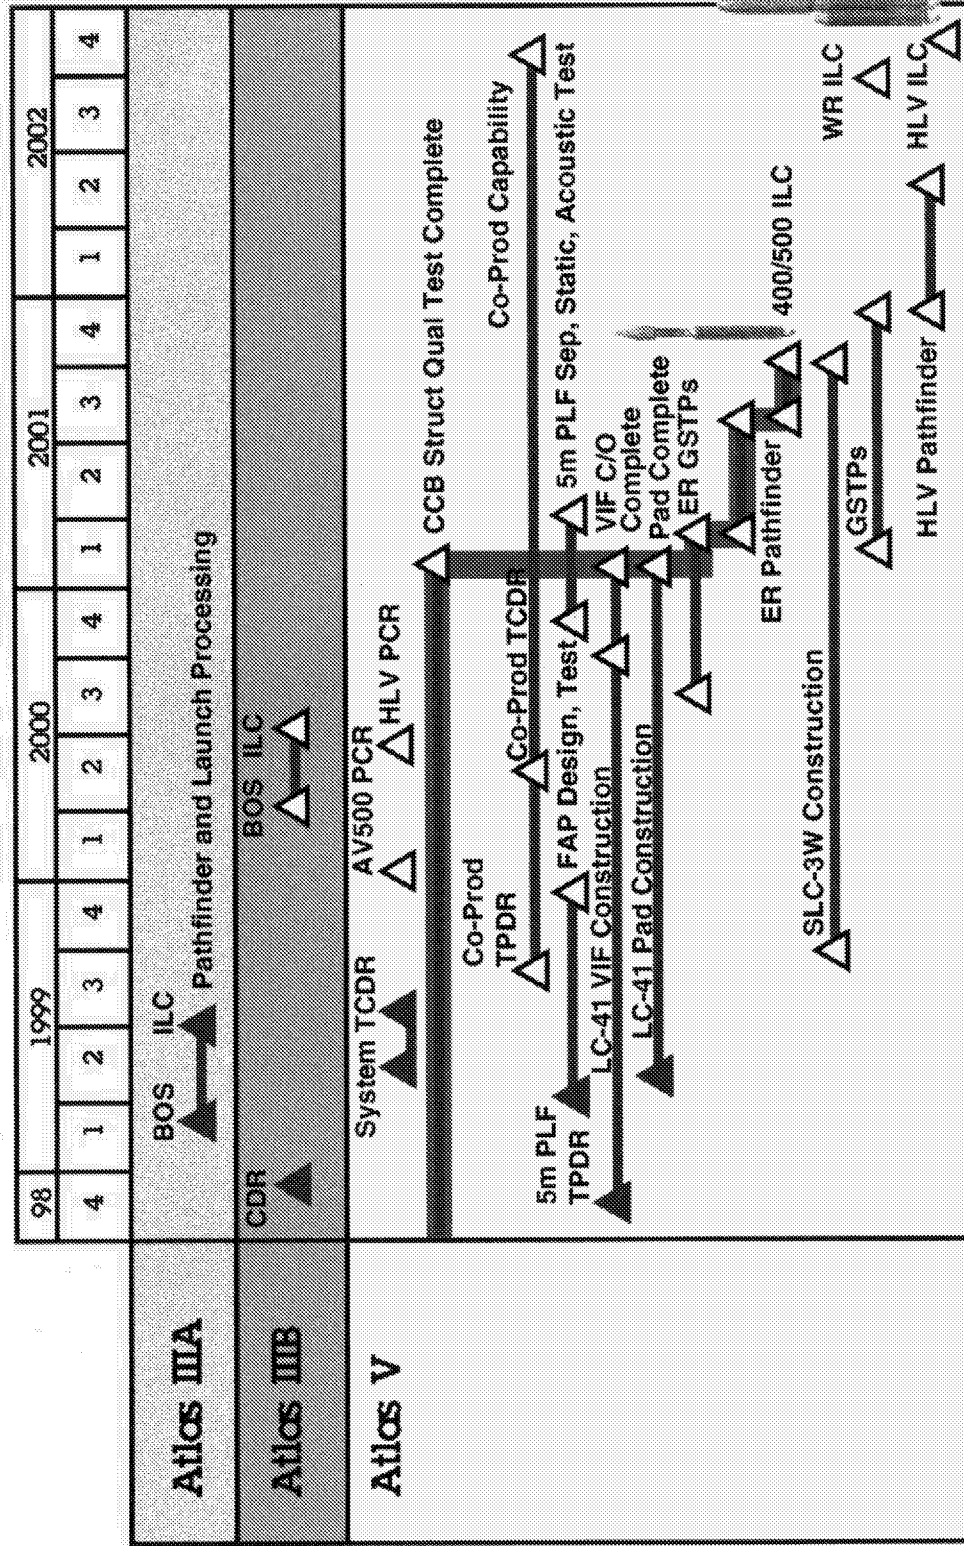 98 1999 2000 2001 2002
4 1 2 3 4 1 2 3 4 1 2 3 4 1 2 3 4
Atlas IIIA
BOS ILC
Pathfinder and Launch Processing
Atlas IIIB
CDR
BOS ILC
Atlas V
System TCDR
AV500 PCR
HLV PCR
CCB Struct Qual Test Complete
Co-Prod
TPDR
Co-Prod TCDR
Co-Prod Capability
5m PLF
TPDR
FAP Design, Test
5m PLF Sep, Static, Acoustic Test
LC-41 VIF Construction
VIF C/O
Complete
LC-41 Pad Construction
Pad Complete
ER GSTPs
ER Pathfinder
400/500 ILC
SLC-3W Construction
WR ILC
GSTPs
HLV Pathfinder
HLV ILC